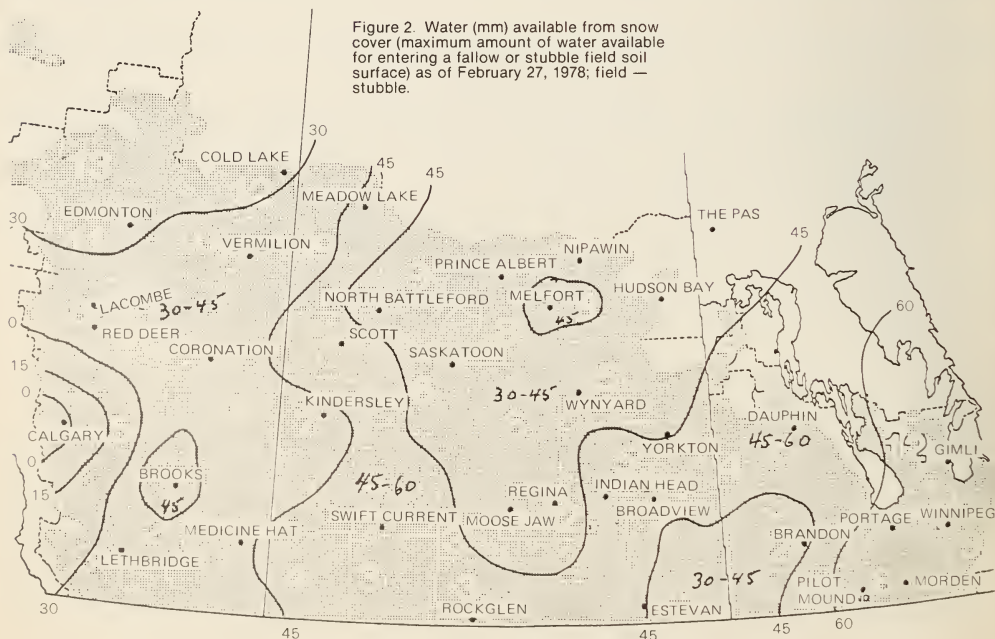 Figure 2. Water (mm) available from snow
cover (maximum amount of water available
for entering a fallow or stubble field soil
surface) as of February 27, 1978; field —
stubble.
30
COLD LAKE
45
45
MEADOW LAKE
EDMONTON
THE PAS
30
VERMILION
45
NIPAWIN
PRINCE ALBERT
LACOMBE
30-45
NORTH BATTLEFORD
MELFORT
45
HUDSON BAY
60
0
RED DEER
SCOTT
15
CORONATION
SASKATOON
0
30-45
WYNYARD
KINDERSLEY
DAUPHIN
CALGARY
YORKTON
45-60
GIMLI
0
BROOKS
45-60
15
45
REGINA
INDIAN HEAD
SWIFT CURRENT
MOOSE JAW
BROADVIEW
PORTAGE
WINNIPEG
MEDICINE HAT
BRANDON
LETHBRIDGE
30-45
PILOT
MOUND
MORDEN
30
ROCKGLEN
ESTEVAN
45
45
45
60